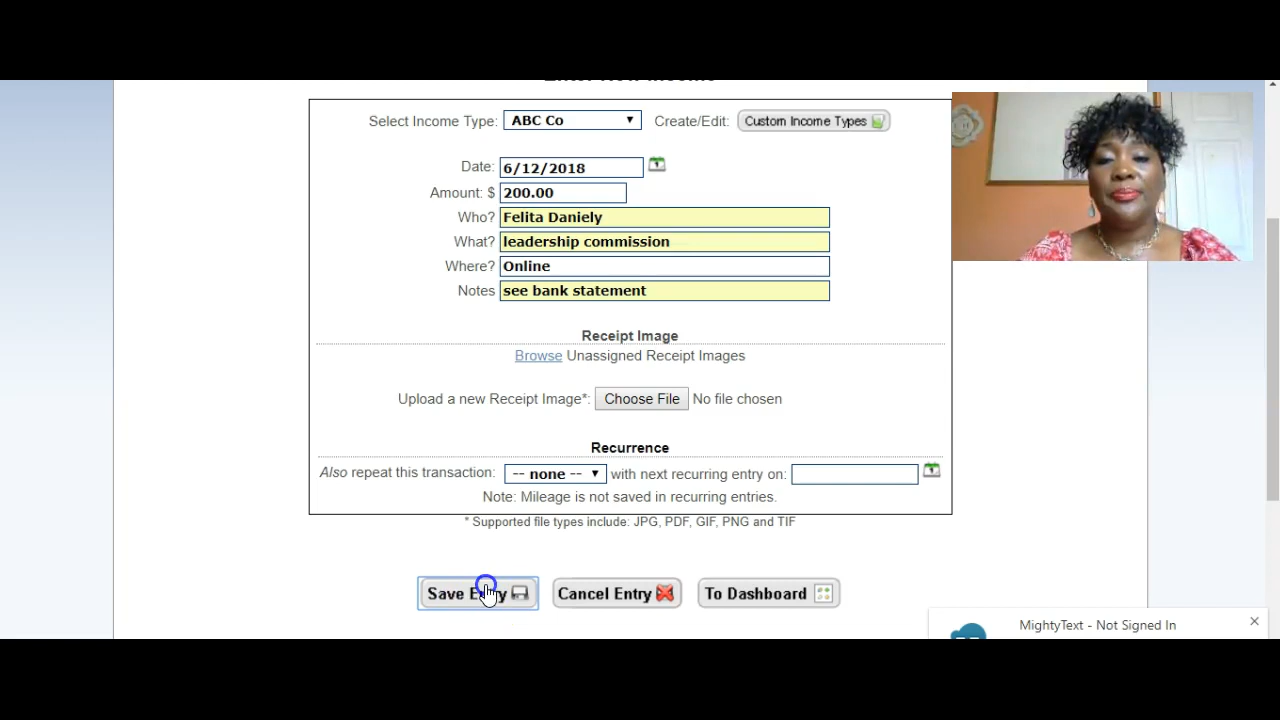 Select Income Type: ABC Co Create/Edit: Custom Income Types
Date: 6/12/2018
Amount: $ 200.00
Who? Felita Daniely
What? leadership commission
Where? Online
Notes see bank statement
Receipt Image
Browse Unassigned Receipt Images
Upload a new Receipt Image*: Choose File No file chosen
Recurrence
Also repeat this transaction: -- none -- with next recurring entry on:
Note: Mileage is not saved in recurring entries.
* Supported file types include: JPG, PDF, GIF, PNG and TIF
Save Entry Cancel Entry To Dashboard
MightyText - Not Signed In